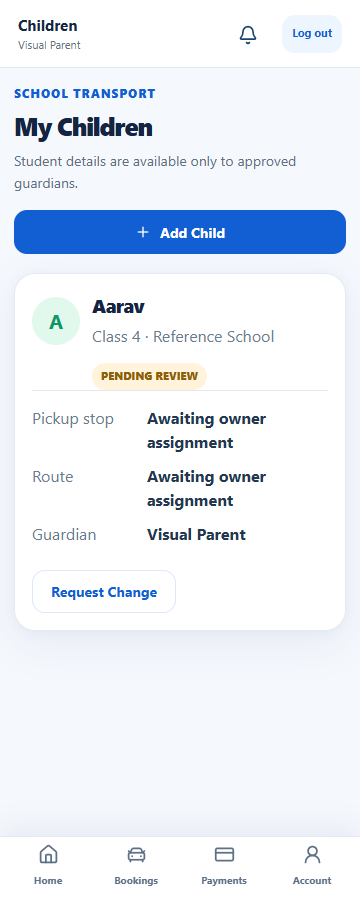 Children
Visual Parent
Log out
SCHOOL TRANSPORT
My Children
Student details are available only to approved
guardians.
+ Add Child
A
Aarav
Class 4 · Reference School
PENDING REVIEW
Pickup stop
Awaiting owner
assignment
Route
Awaiting owner
assignment
Guardian
Visual Parent
Request Change
Home
Bookings
Payments
Account